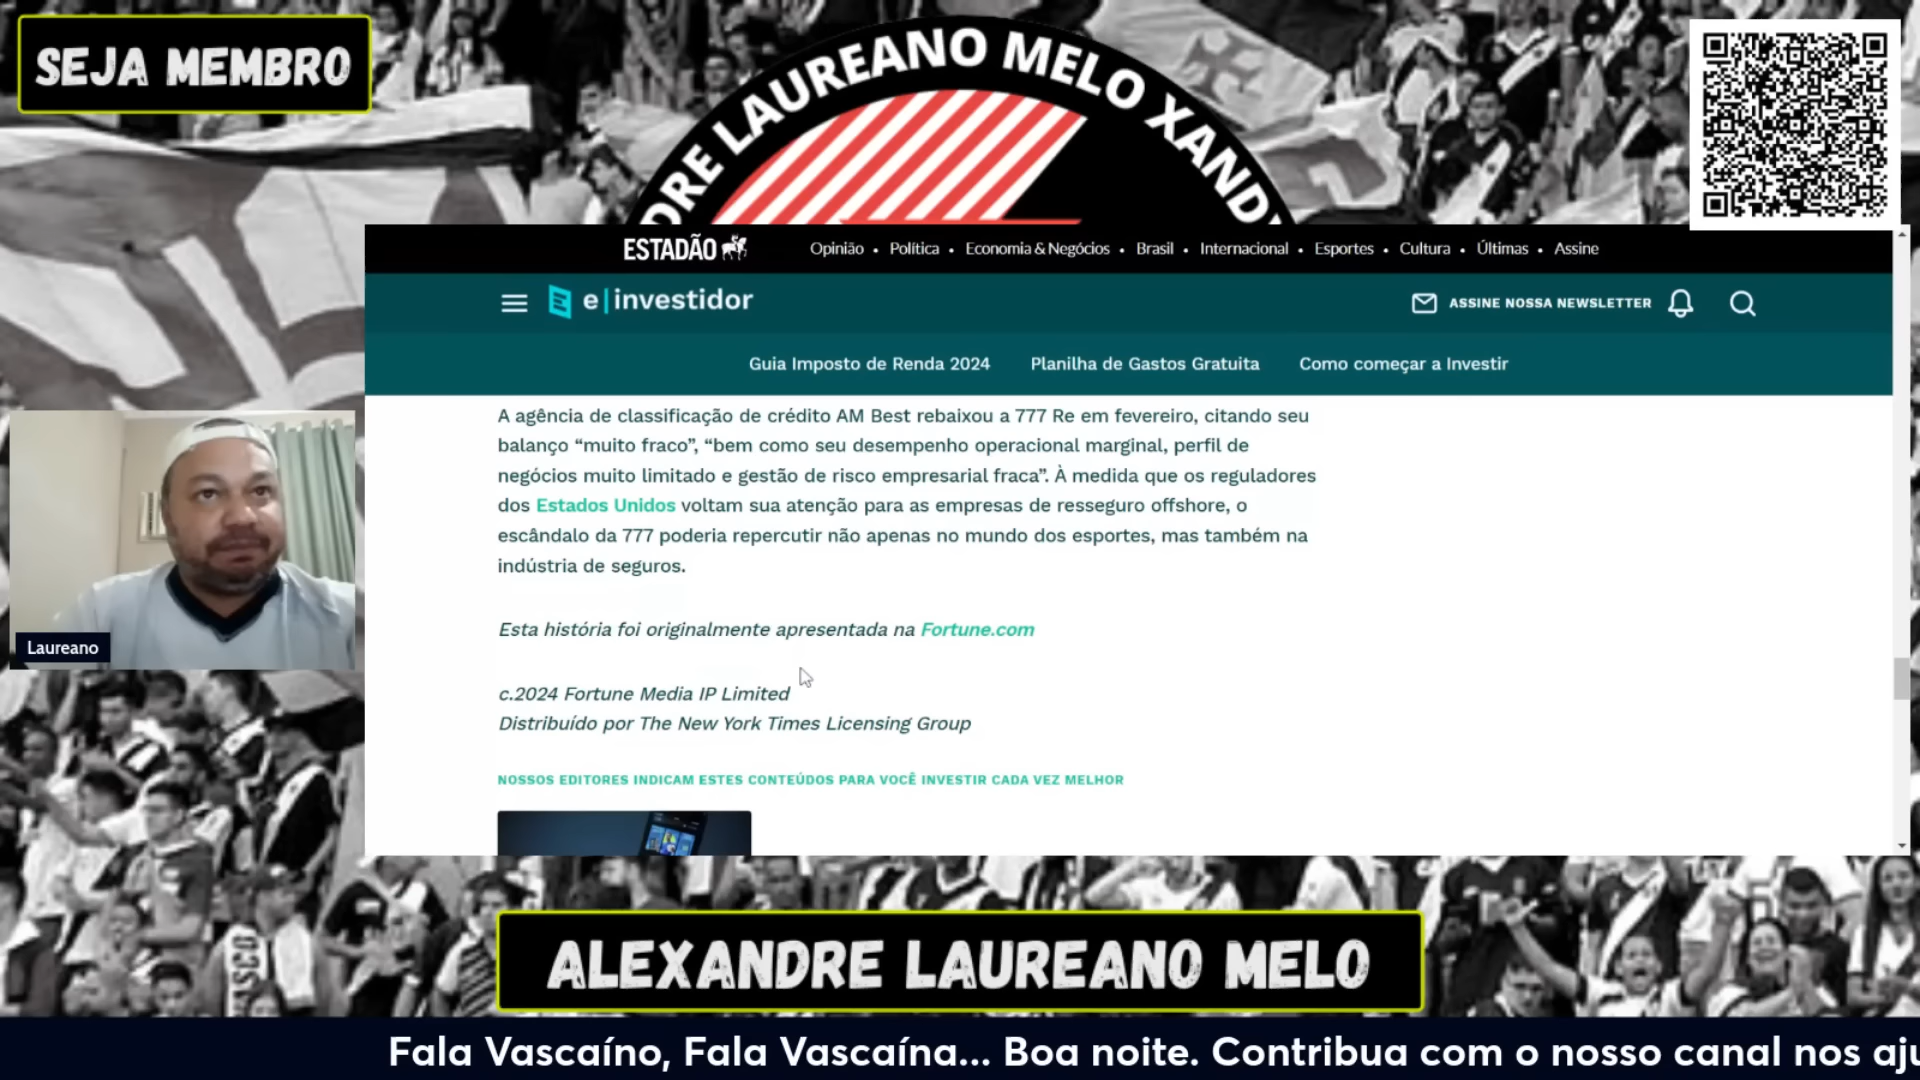 SEJA MEMBRO
DRE LAUREANO MELO XAND
ESTADÃO
Opinião • Política • Economia & Negócios • Brasil • Internacional • Esportes • Cultura • Últimas • Assine
e|investidor
ASSINE NOSSA NEWSLETTER
Guia Imposto de Renda 2024 Planilha de Gastos Gratuita Como começar a Investir
A agência de classificação de crédito AM Best rebaixou a 777 Re em fevereiro, citando seu
balanço “muito fraco”, “bem como seu desempenho operacional marginal, perfil de
negócios muito limitado e gestão de risco empresarial fraca”. À medida que os reguladores
dos Estados Unidos voltam sua atenção para as empresas de resseguro offshore, o
escândalo da 777 poderia repercutir não apenas no mundo dos esportes, mas também na
indústria de seguros.
Laureano
Esta história foi originalmente apresentada na Fortune.com
c.2024 Fortune Media IP Limited
Distribuído por The New York Times Licensing Group
NOSSOS EDITORES INDICAM ESTES CONTEÚDOS PARA VOCÊ INVESTIR CADA VEZ MELHOR
VASCO
ALEXANDRE LAUREANO MELO
Fala Vascaíno, Fala Vascaína... Boa noite. Contribua com o nosso canal nos aju